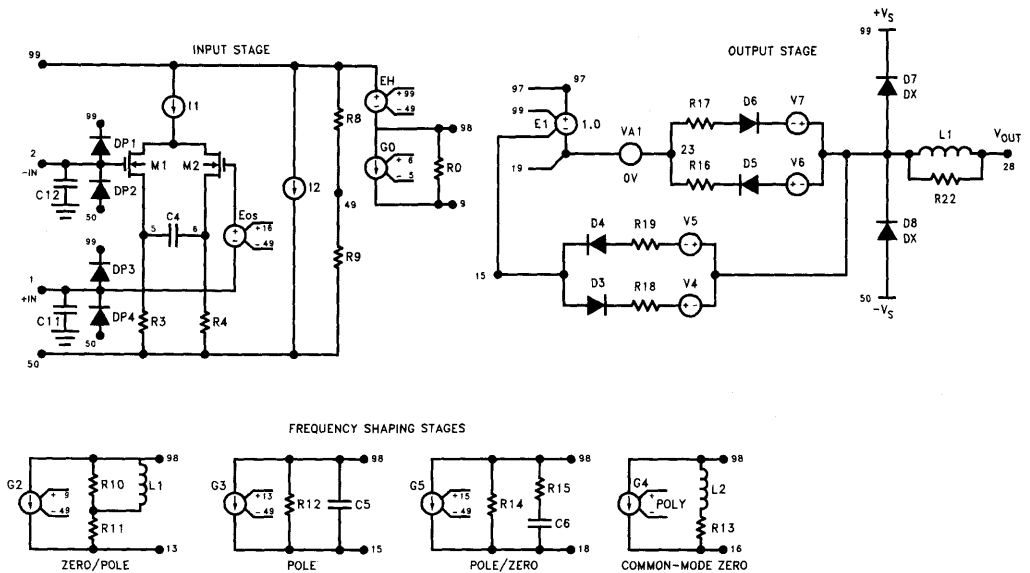 INPUT STAGE
99
I1
99
DP1
2
-IN
M1
M2
C12
DP2
50
5
C4
6
Eos
+16
-49
99
DP3
1
+IN
C11
DP4
50
R3
R4
50
I2
R8
49
R9
EH
+99
-49
98
G0
+ 6
- 5
R0
9
OUTPUT STAGE
97
97
99
E1
+
-
1.0
19
VA1
0V
23
R17
D6
V7
- +
R16
D5
V6
+ -
15
D4
R19
V5
- +
D3
R18
V4
+ -
+VS
99
D7
DX
L1
VOUT
28
R22
D8
DX
50
-VS
FREQUENCY SHAPING STAGES
98
G2
+ 9
-49
R10
L1
R11
13
ZERO/POLE
98
G3
+13
-49
R12
C5
15
POLE
98
G5
+15
-49
R14
R15
C6
18
POLE/ZERO
98
G4
+
POLY
-
L2
R13
16
COMMON-MODE ZERO